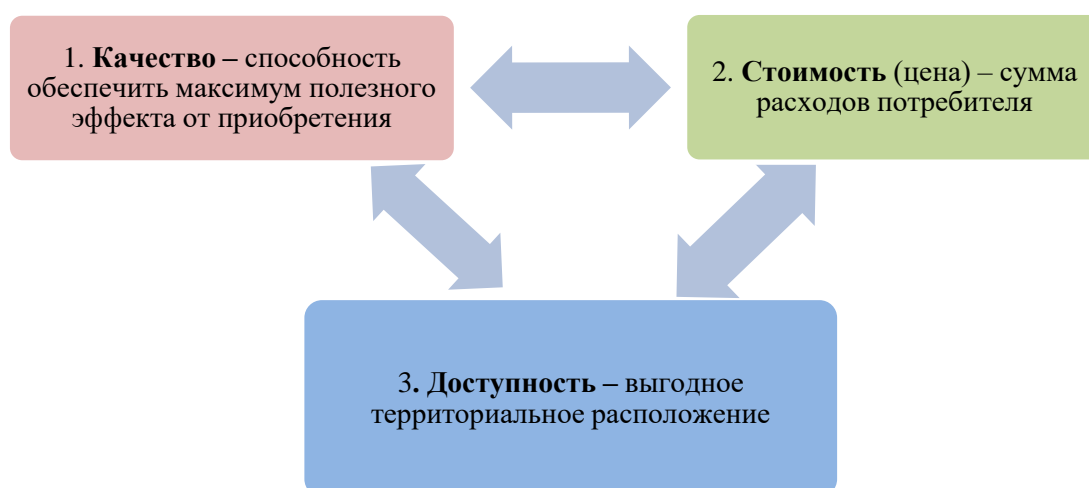 1. Качество – способность
обеспечить максимум полезного
эффекта от приобретения
2. Стоимость (цена) – сумма
расходов потребителя
3. Доступность – выгодное
территориальное расположение